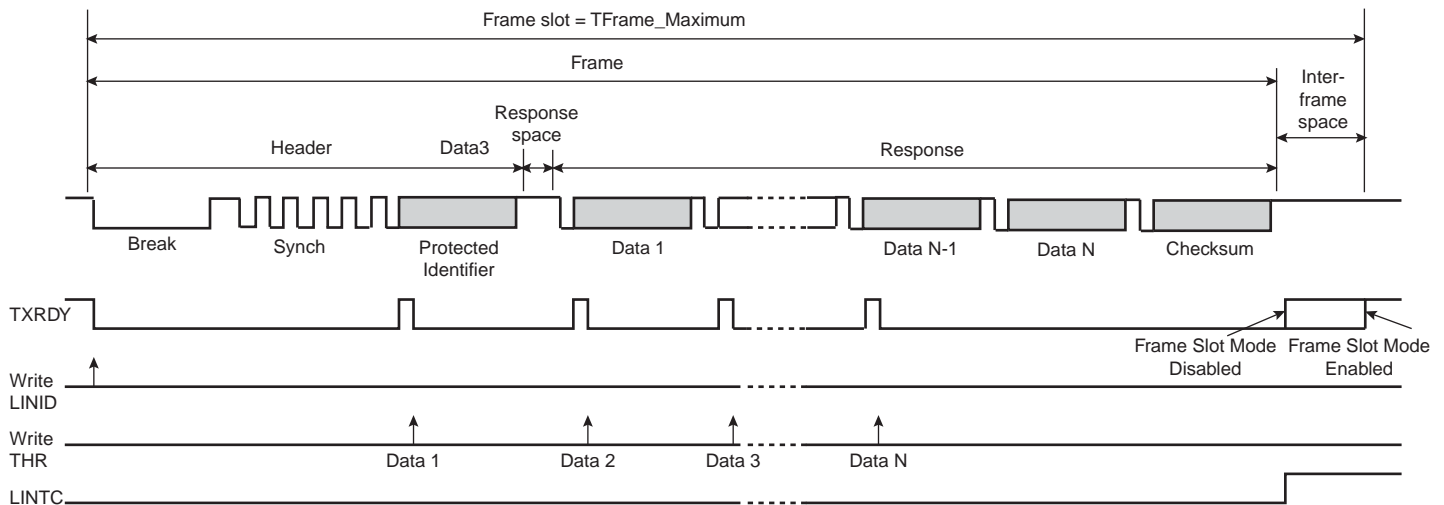 Frame slot = TFrame_Maximum
Frame
Inter-
frame
space
Response
space
Header
Data3
Response
Break
Synch
Protected
Identifier
Data 1
Data N-1
Data N
Checksum
TXRDY
Frame Slot Mode
Disabled
Frame Slot Mode
Enabled
Write
LINID
Write
THR
Data 1
Data 2
Data 3
Data N
LINTC